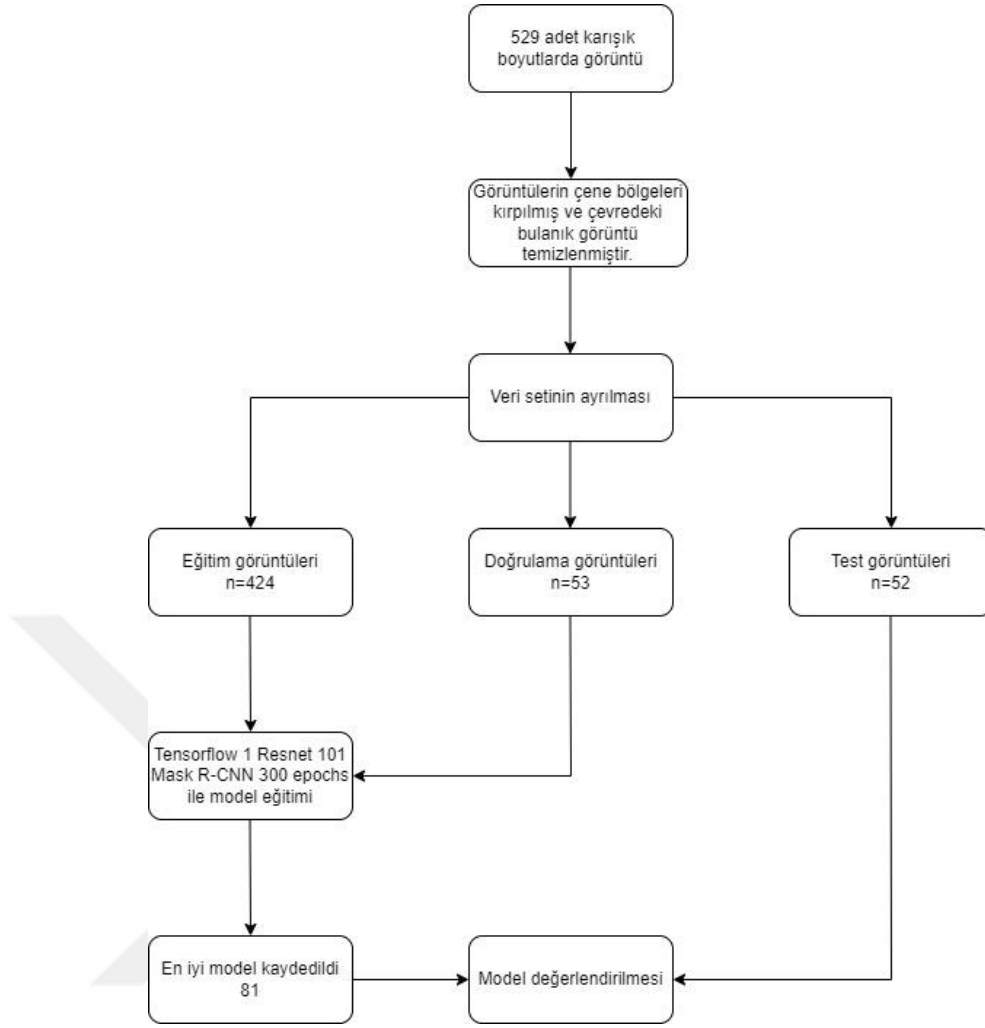 529 adet karışık
boyutlarda görüntü
Görüntülerin çene bölgeleri
kırpılmış ve çevredeki
bulanık görüntü
temizlenmiştir.
Veri setinin ayrılması
Eğitim görüntüleri
n=424
Doğrulama görüntüleri
n=53
Test görüntüleri
n=52
Tensorflow 1 Resnet 101
Mask R-CNN 300 epochs
ile model eğitimi
En iyi model kaydedildi
81
Model değerlendirilmesi